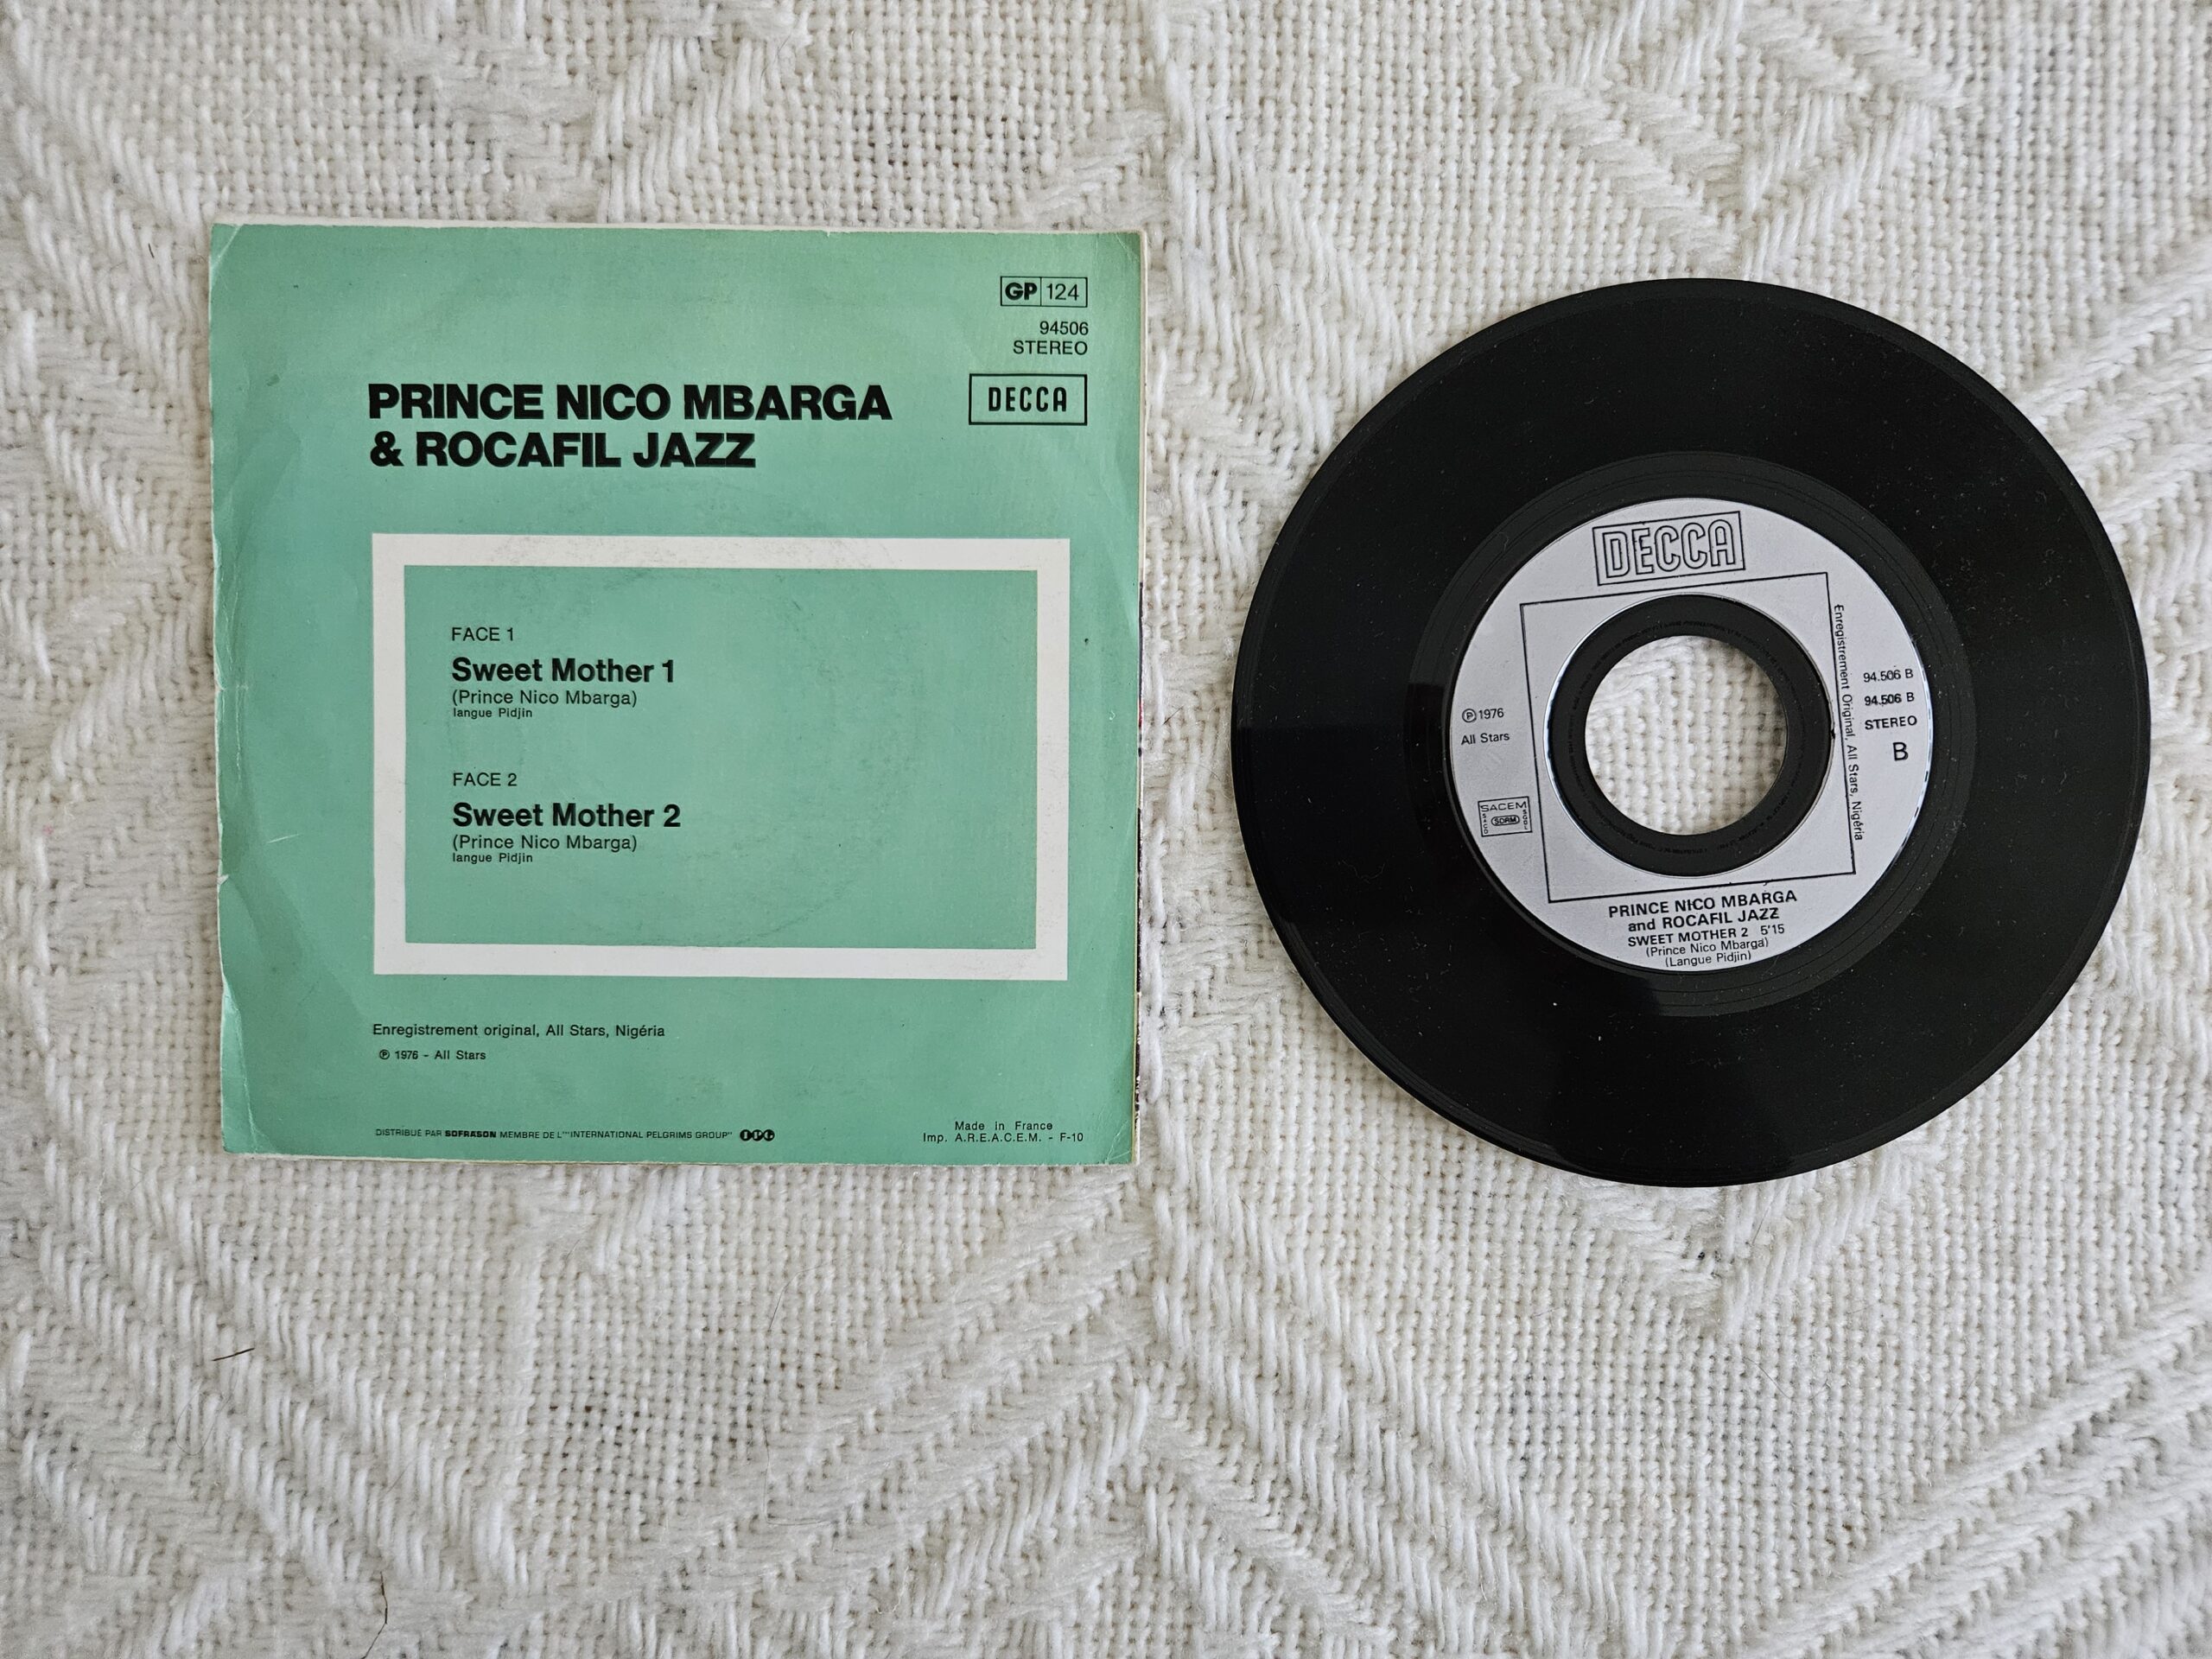 GP 124
94506
STEREO
DECCA
PRINCE NICO MBARGA
& ROCAFIL JAZZ
FACE 1
Sweet Mother 1
(Prince Nico Mbarga)
langue Pidjin
FACE 2
Sweet Mother 2
(Prince Nico Mbarga)
langue Pidjin
Enregistrement original, All Stars, Nigéria
℗ 1976 - All Stars
DISTRIBUÉ PAR SOFRASON MEMBRE DE L'"INTERNATIONAL PELGRIMS GROUP" IPG
Made in France
Imp. A.R.E.A.C.E.M. - F-10
DECCA
℗ 1976
All Stars
SACEM
SACD
SDRM
SGDL
Enregistrement Original, All Stars, Nigéria
94.506 B
94.506 B
STEREO
B
PRINCE NICO MBARGA
and ROCAFIL JAZZ
SWEET MOTHER 2 5'15
(Prince Nico Mbarga)
(Langue Pidjin)